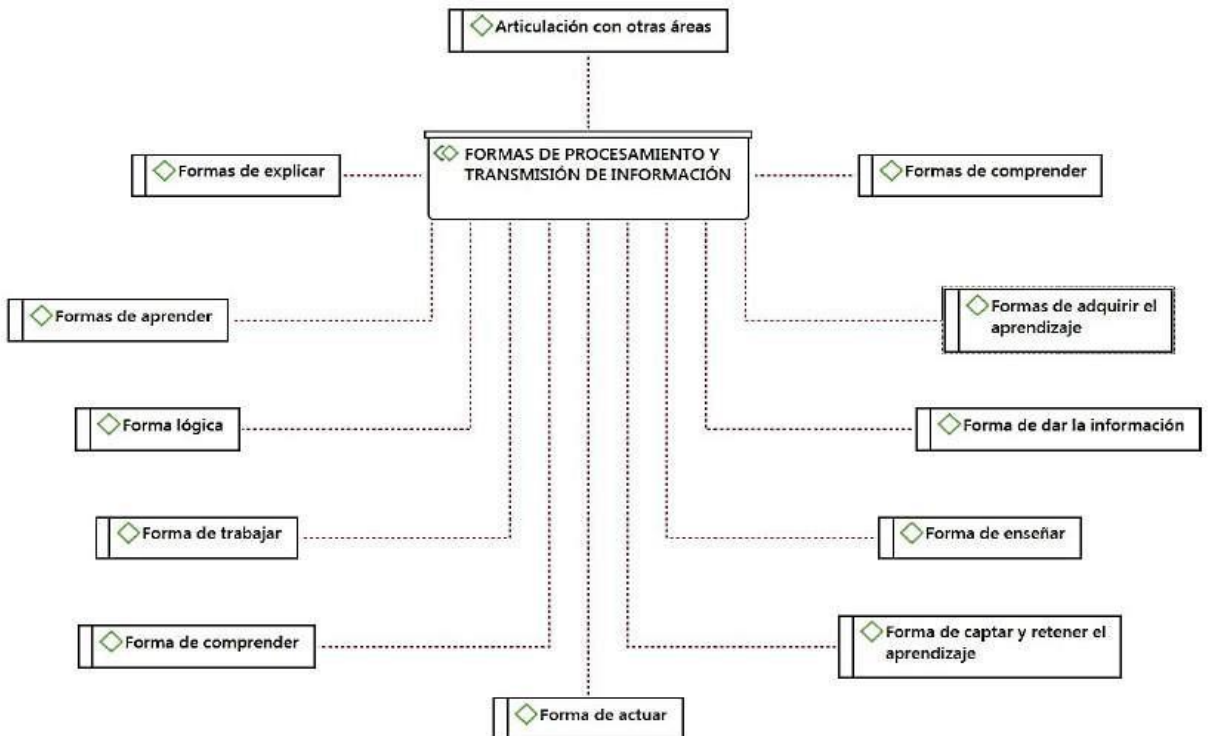 Articulación con otras áreas
FORMAS DE PROCESAMIENTO Y
TRANSMISIÓN DE INFORMACIÓN
Formas de explicar
Formas de comprender
Formas de aprender
Formas de adquirir el
aprendizaje
Forma lógica
Forma de dar la información
Forma de trabajar
Forma de enseñar
Forma de comprender
Forma de captar y retener el
aprendizaje
Forma de actuar